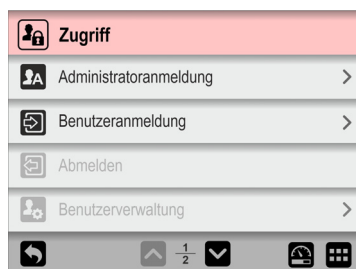 Zugriff
Administratoranmeldung
Benutzeranmeldung
Abmelden
Benutzerverwaltung
1
2